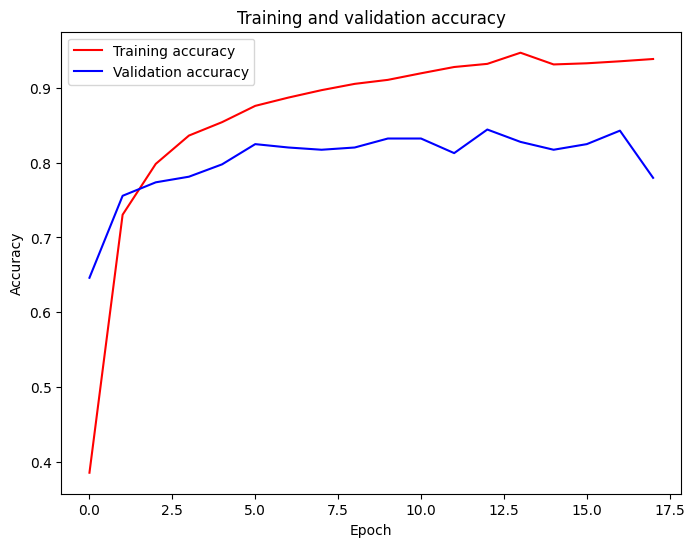 Training and validation accuracy
Training accuracy
Validation accuracy
Accuracy
0.9
0.8
0.7
0.6
0.5
0.4
0.0 2.5 5.0 7.5 10.0 12.5 15.0 17.5
Epoch